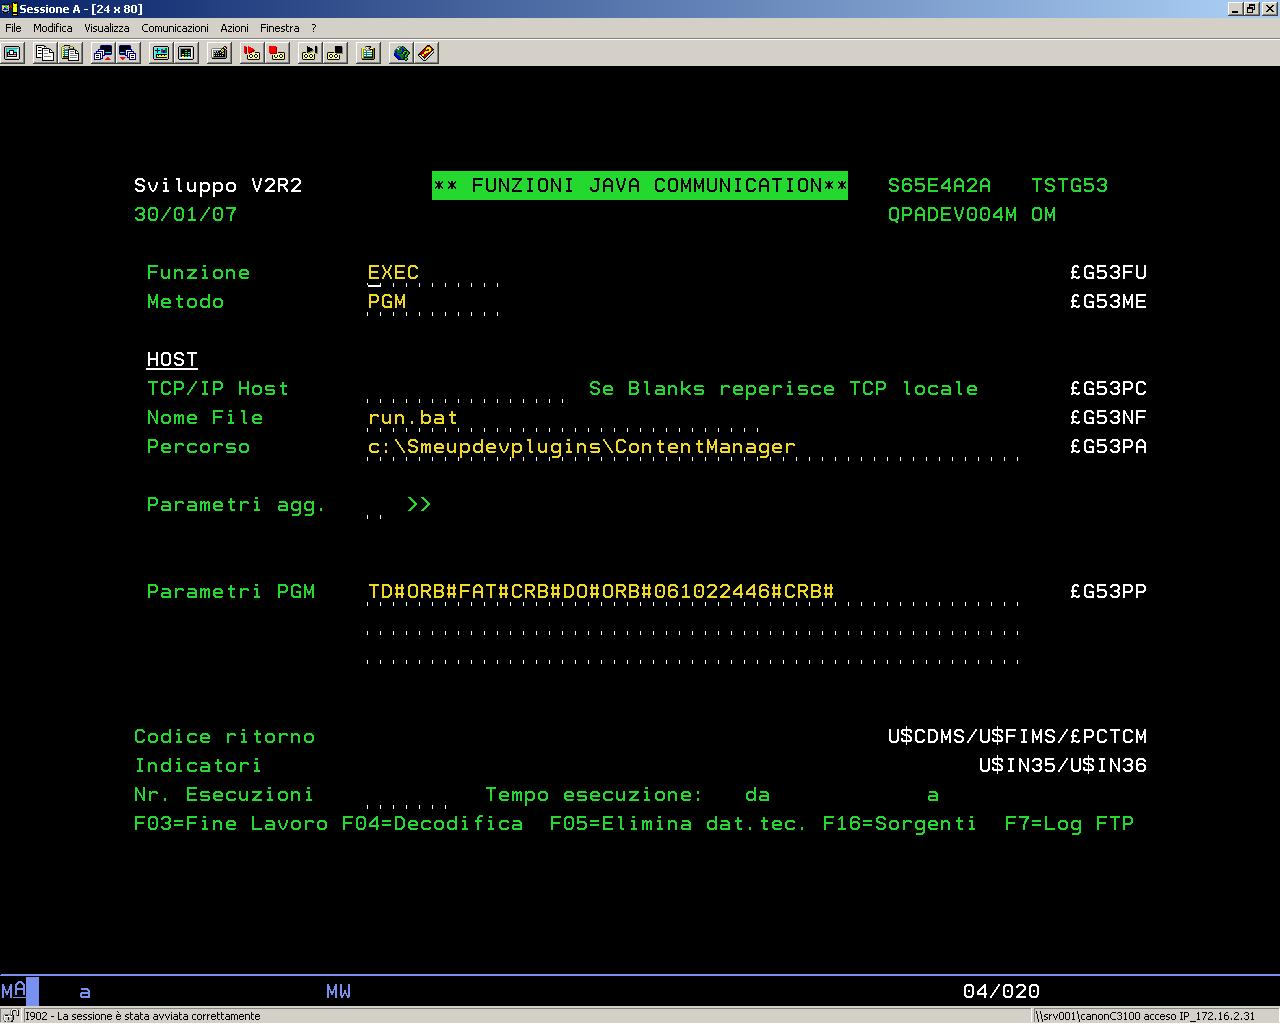 Sessione A - [24 x 80]
File Modifica Visualizza Comunicazioni Azioni Finestra ?
Sviluppo V2R2 ** FUNZIONI JAVA COMMUNICATION** S65E4A2A TSTG53
30/01/07 QPADEV004M OM
Funzione EXEC £G53FU
Metodo PGM £G53ME
HOST
TCP/IP Host Se Blanks reperisce TCP locale £G53PC
Nome File run.bat £G53NF
Percorso c:\Smeupdevplugins\ContentManager £G53PA
Parametri agg. >>
Parametri PGM TD#ORB#FAT#CRB#DO#ORB#061022446#CRB# £G53PP
Codice ritorno U$CDMS/U$FIMS/£PCTCM
Indicatori U$IN35/U$IN36
Nr. Esecuzioni Tempo esecuzione: da a
F03=Fine Lavoro F04=Decodifica F05=Elimina dat.tec. F16=Sorgenti F7=Log FTP
MA a MW 04/020
I902 - La sessione è stata avviata correttamente \\srv001\canonC3100 acceso IP_172.16.2.31